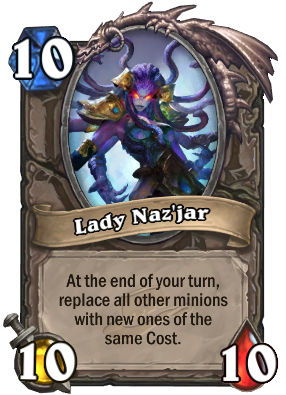 10
Lady Naz'jar
At the end of your turn,
replace all other minions
with new ones of the
same Cost.
10
10